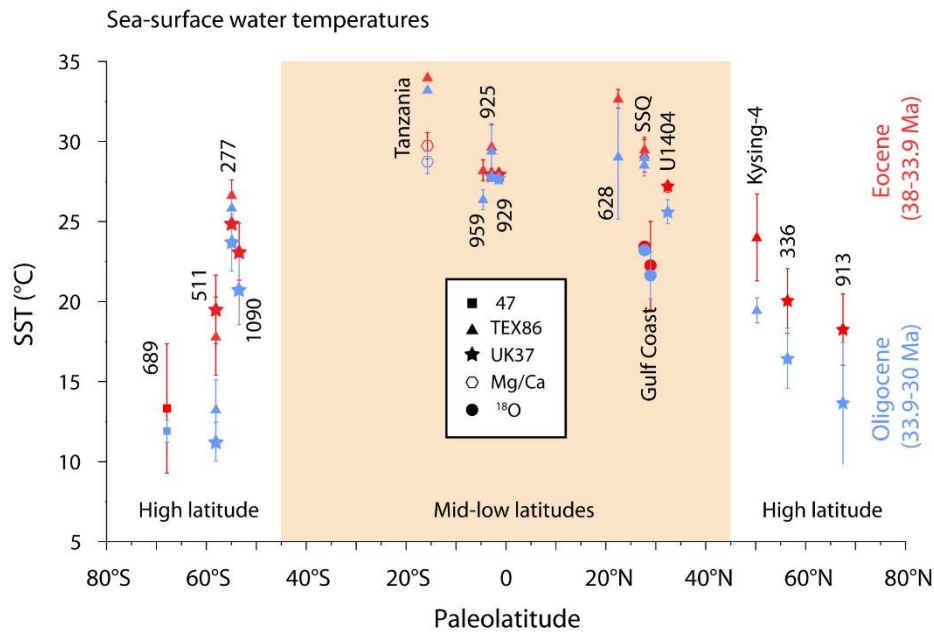 Sea-surface water temperatures
SST (°C)
35
30
25
20
15
10
5
689
511
277
1090
Tanzania
959
925
929
628
SSQ
U1404
Gulf Coast
Kysing-4
336
913
47
TEX86
UK37
Mg/Ca
¹⁸O
High latitude
Mid-low latitudes
High latitude
80°S
60°S
40°S
20°S
0
20°N
40°N
60°N
80°N
Paleolatitude
Eocene
(38-33.9 Ma)
Oligocene
(33.9-30 Ma)